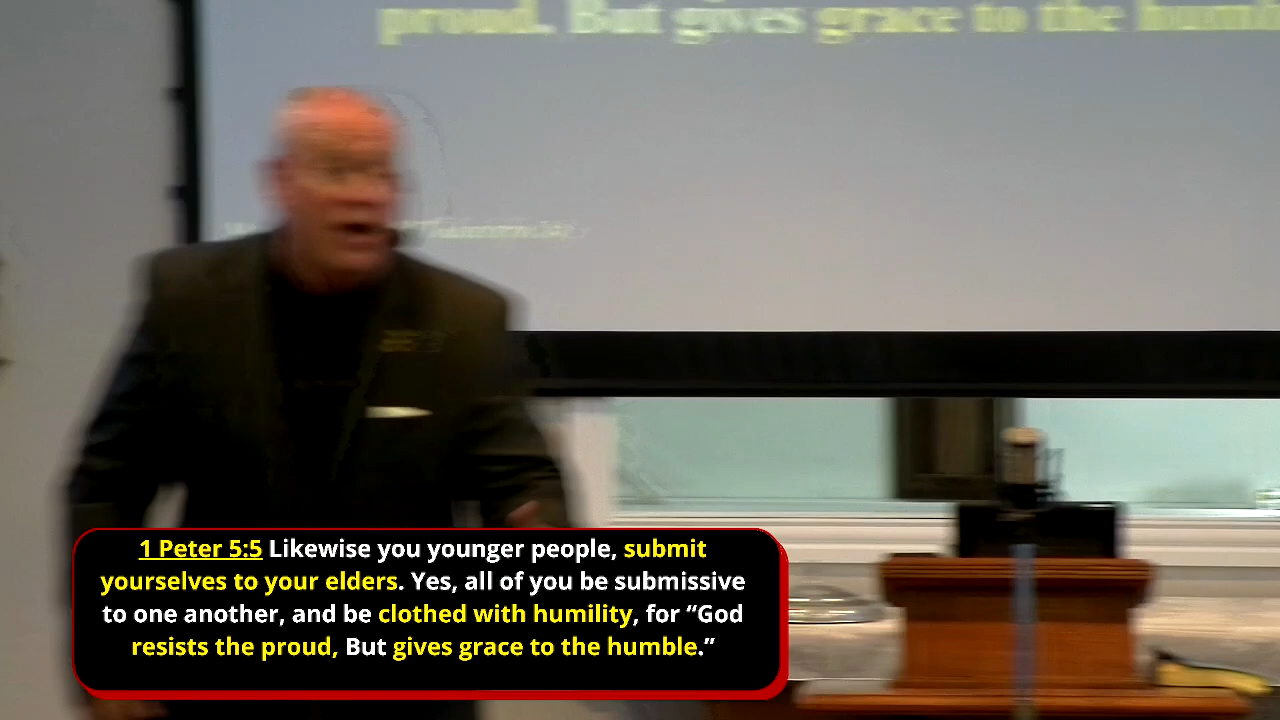 proud. But gives grace to the humb
1 Peter 5:5 Likewise you younger people, submit
yourselves to your elders. Yes, all of you be submissive
to one another, and be clothed with humility, for “God
resists the proud, But gives grace to the humble.”